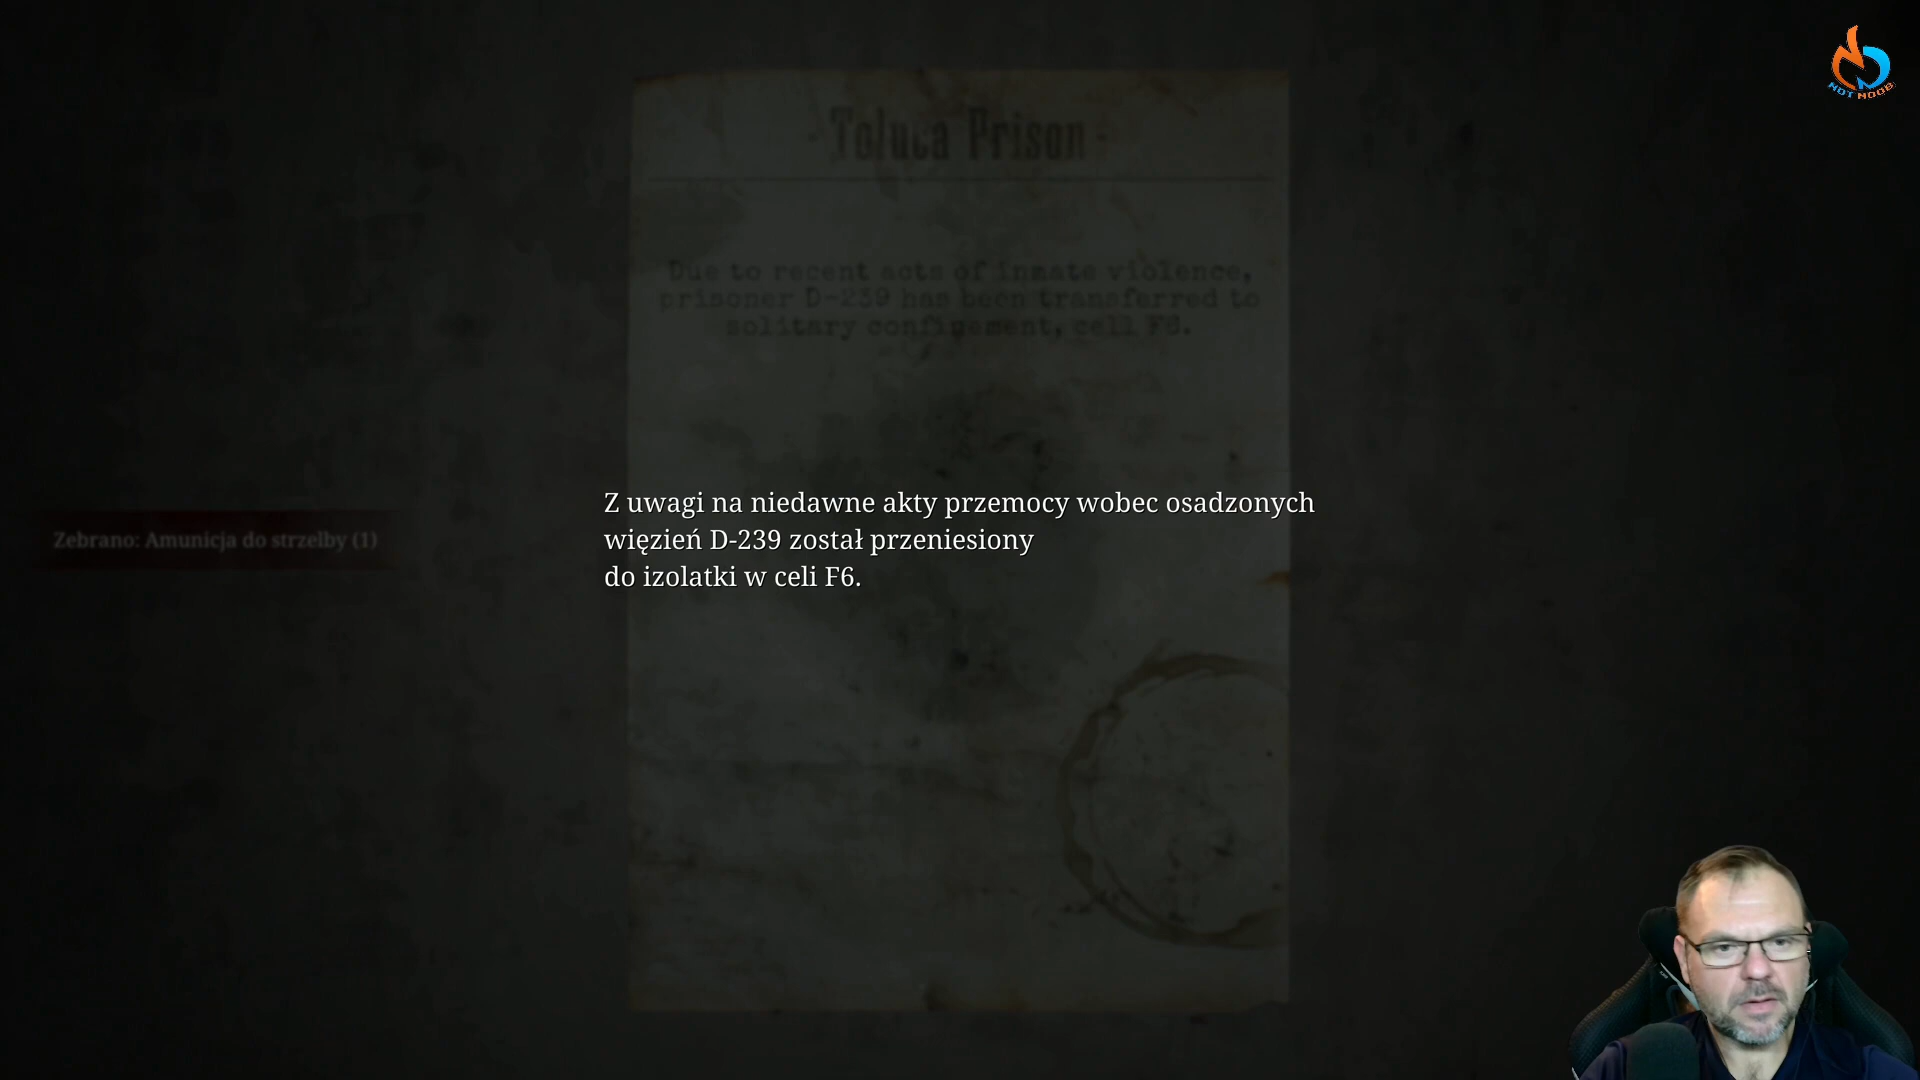 NOT NOOB
- Toluca Prison -
Due to recent acts of inmate violence,
prisoner D-239 has been transferred to
solitary confinement, cell F6.
Z uwagi na niedawne akty przemocy wobec osadzonych
więzień D-239 został przeniesiony
do izolatki w celi F6.
Zebrano: Amunicja do strzelby (1)